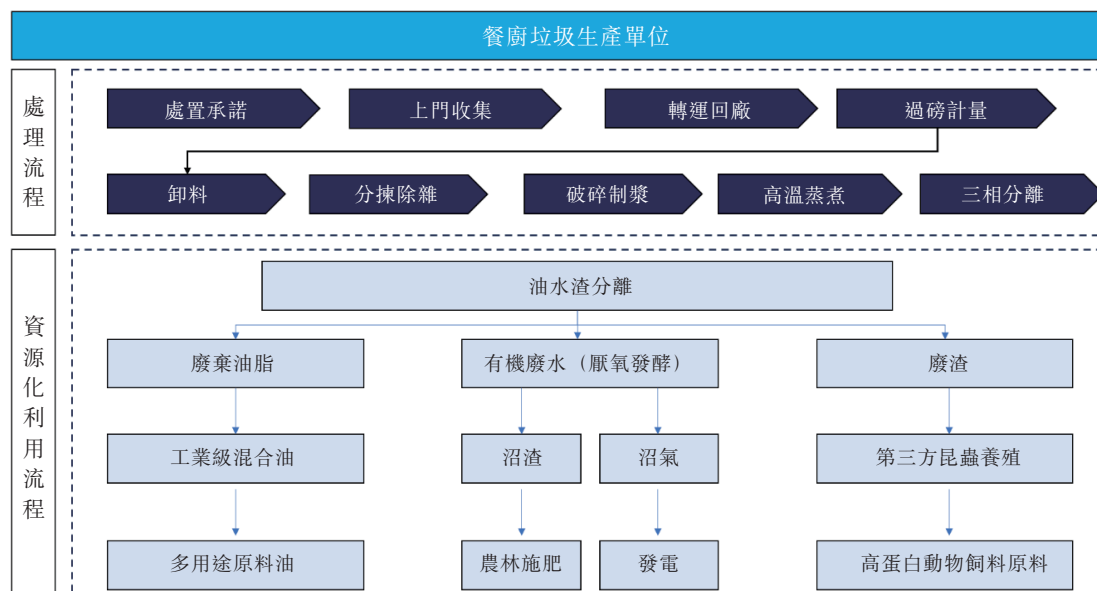 餐廚垃圾生產單位
處理流程
處置承諾
上門收集
轉運回廠
過磅計量
卸料
分揀除雜
破碎制漿
高溫蒸煮
三相分離
資源化利用流程
油水渣分離
廢棄油脂
有機廢水（厭氧發酵）
廢渣
工業級混合油
沼渣
沼氣
第三方昆蟲養殖
多用途原料油
農林施肥
發電
高蛋白動物飼料原料